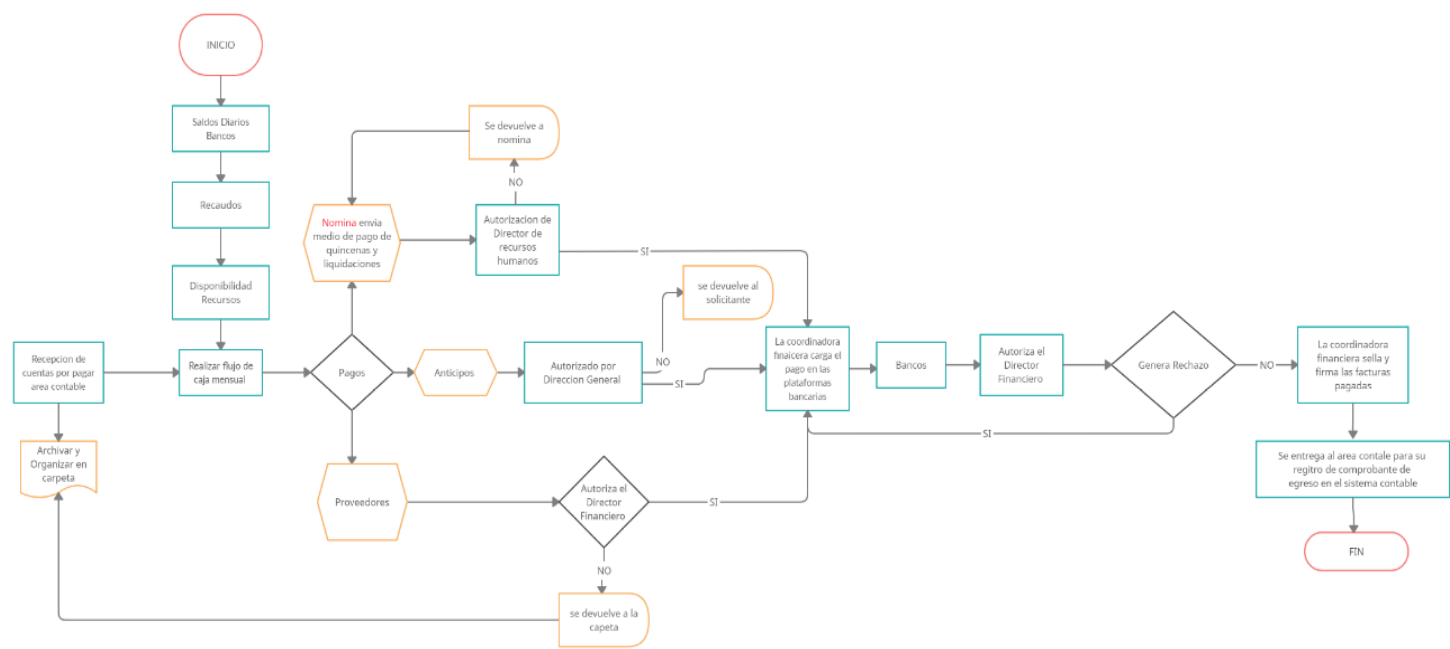 INICIO
Saldos Diarios
Bancos
Recaudos
Disponibilidad
Recursos
Recepcion de
cuentas por pagar
area contable
Realizar flujo de
caja mensual
Archivar y
Organizar en
carpeta
Pagos
Nomina envia
medio de pago de
quincenas y
liquidaciones
Se devuelve a
nomina
NO
Autorizacion de
Director de
recursos
humanos
SI
Anticipos
Autorizado por
Direccion General
NO
se devuelve al
solicitante
SI
Proveedores
Autoriza el
Director
Financiero
SI
NO
se devuelve a la
capeta
La coordinadora
finaicera carga el
pago en las
plataformas
bancarias
Bancos
Autoriza el
Director
Financiero
Genera Rechazo
SI
NO
La coordinadora
financiera sella y
firma las facturas
pagadas
Se entrega al area contale para su
regitro de comprobante de
egreso en el sistema contable
FIN